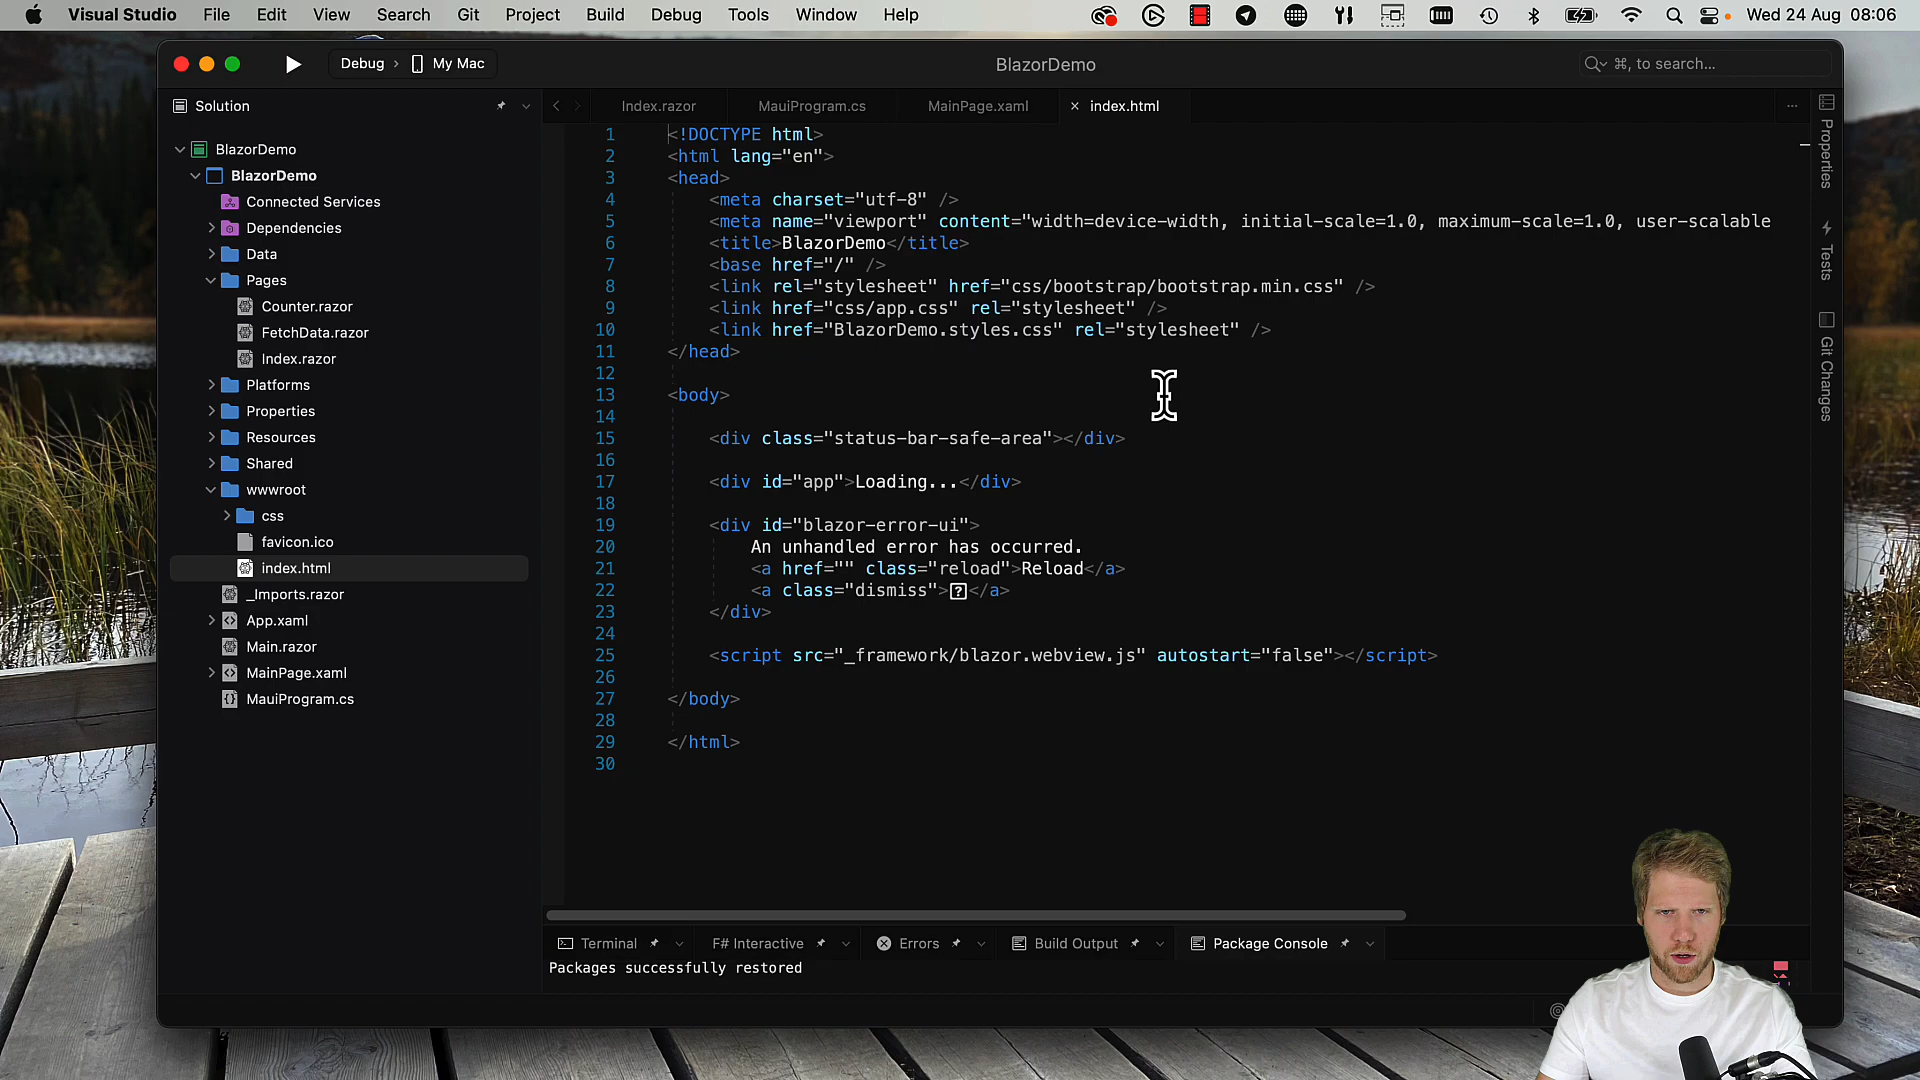 Visual Studio File Edit View Search Git Project Build Debug Tools Window Help Wed 24 Aug 08:06
Debug › My Mac BlazorDemo ⌘, to search...
Solution
Index.razor MauiProgram.cs MainPage.xaml × index.html ...
BlazorDemo
BlazorDemo
Connected Services
Dependencies
Data
Pages
Counter.razor
FetchData.razor
Index.razor
Platforms
Properties
Resources
Shared
wwwroot
css
favicon.ico
index.html
_Imports.razor
App.xaml
Main.razor
MainPage.xaml
MauiProgram.cs
1 <!DOCTYPE html>
2 <html lang="en">
3 <head>
4 <meta charset="utf-8" />
5 <meta name="viewport" content="width=device-width, initial-scale=1.0, maximum-scale=1.0, user-scalable
6 <title>BlazorDemo</title>
7 <base href="/" />
8 <link rel="stylesheet" href="css/bootstrap/bootstrap.min.css" />
9 <link href="css/app.css" rel="stylesheet" />
10 <link href="BlazorDemo.styles.css" rel="stylesheet" />
11 </head>
12
13 <body>
14
15 <div class="status-bar-safe-area"></div>
16
17 <div id="app">Loading...</div>
18
19 <div id="blazor-error-ui">
20 An unhandled error has occurred.
21 <a href="" class="reload">Reload</a>
22 <a class="dismiss">🗙</a>
23 </div>
24
25 <script src="_framework/blazor.webview.js" autostart="false"></script>
26
27 </body>
28
29 </html>
30
Properties
Tests
Git Changes
Terminal F# Interactive Errors Build Output Package Console
Packages successfully restored